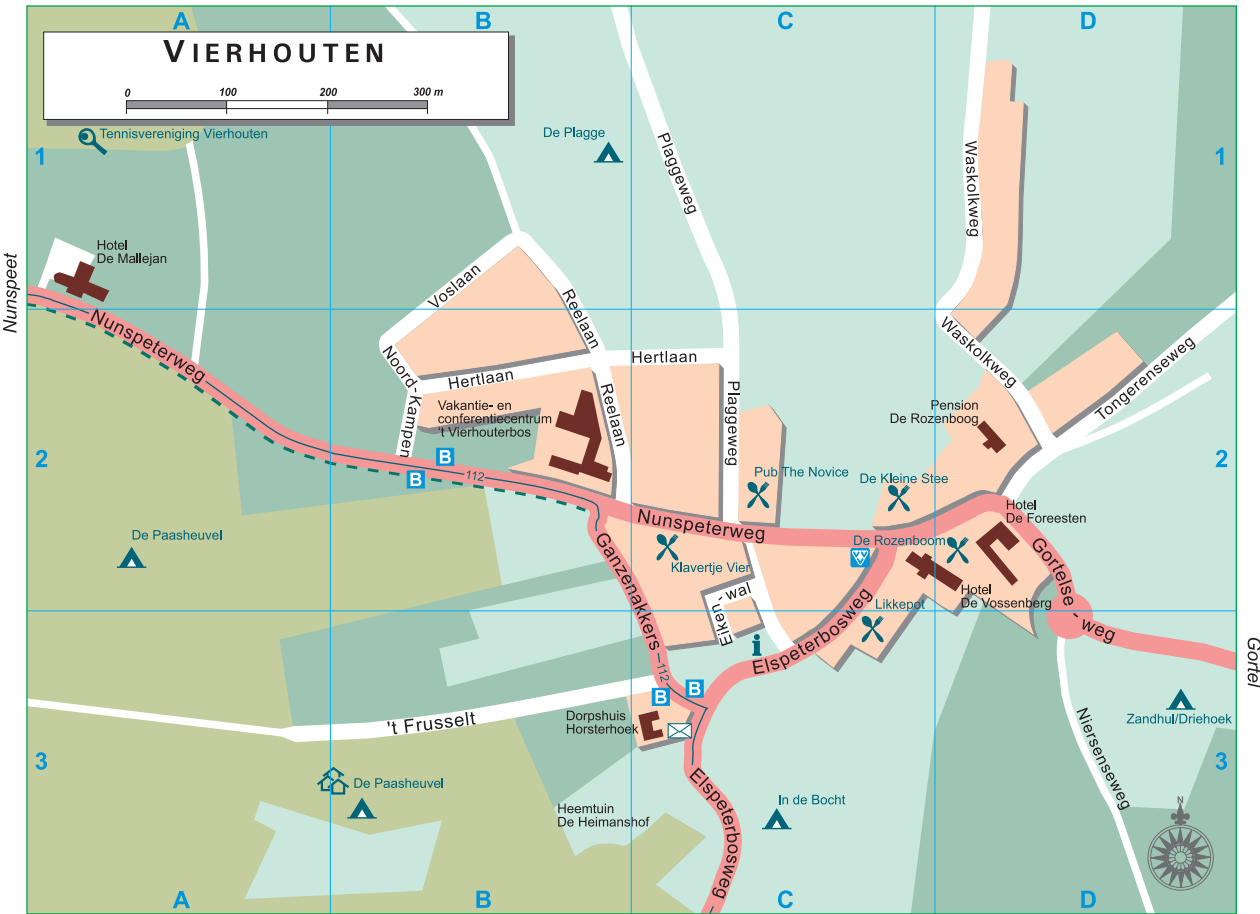 A
B
C
D
VIERHOUTEN
0 100 200 300 m
Tennisvereniging Vierhouten
De Plagge
1
1
Plaggeweg
Waskolkweg
Nunspeet
Hotel
De Mallejan
Voslaan
Reelaan
Nunspeterweg
Noord-Kampen
Hertlaan
Hertlaan
Waskolkweg
Tongerenseweg
Reelaan
Plaggeweg
Vakantie- en
conferentiecentrum
't Vierhouterbos
Pension
De Rozenboog
2
B
B
112
Pub The Novice
De Kleine Stee
2
Nunspeterweg
Hotel
De Foreesten
De Paasheuvel
Ganzenakkers
Klavertje Vier
De Rozenboom
VVV
Gortelse-weg
Hotel
De Vossenberg
Eiken-wal
Likkepot
i
Elspeterbosweg
112
Gortel
B
B
't Frusselt
Dorpshuis
Horsterhoek
Zandhul/Driehoek
Niersenseweg
3
3
De Paasheuvel
Elspeterbosweg
In de Bocht
Heemtuin
De Heimanshof
N
A
B
C
D